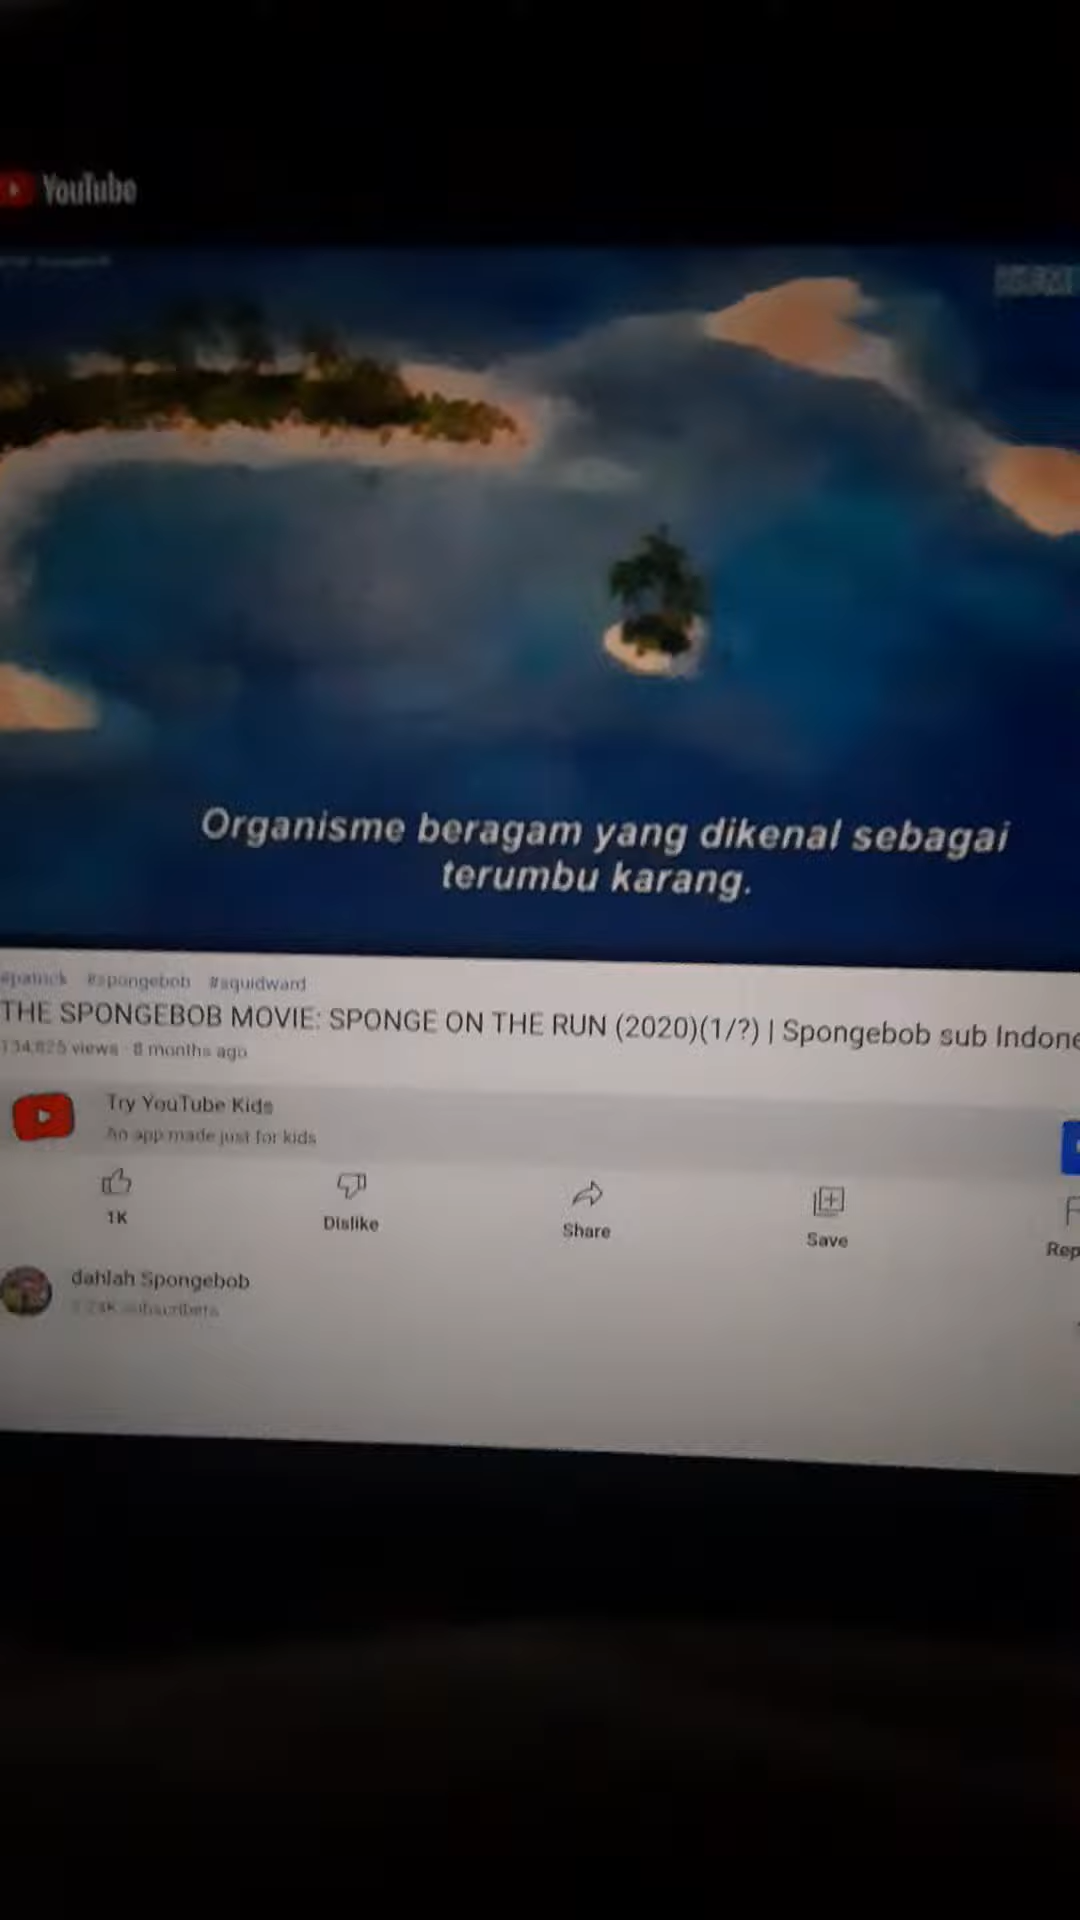 YouTube
Organisme beragam yang dikenal sebagai
terumbu karang.
#patrick #spongebob #squidward
THE SPONGEBOB MOVIE: SPONGE ON THE RUN (2020)(1/?) | Spongebob sub Indone
134,825 views 8 months ago
Try YouTube Kids
An app made just for kids
1K
Dislike
Share
Save
Rep
dahlah Spongebob
subscribers